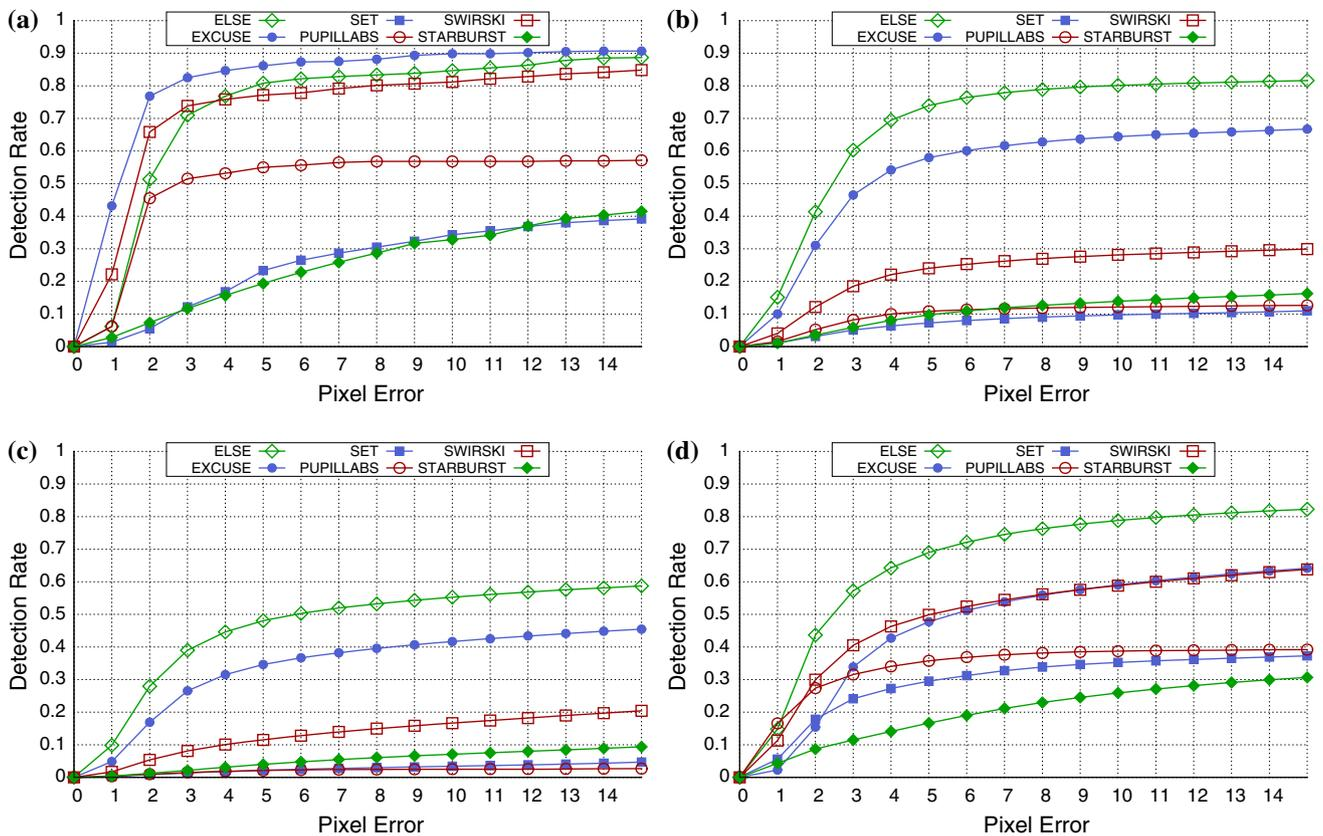 (a)
ELSE SET SWIRSKI
EXCUSE PUPILLABS STARBURST
1
0.9
0.8
0.7
0.6
0.5
0.4
0.3
0.2
0.1
0
Detection Rate
0 1 2 3 4 5 6 7 8 9 10 11 12 13 14
Pixel Error
(b)
ELSE SET SWIRSKI
EXCUSE PUPILLABS STARBURST
1
0.9
0.8
0.7
0.6
0.5
0.4
0.3
0.2
0.1
0
Detection Rate
0 1 2 3 4 5 6 7 8 9 10 11 12 13 14
Pixel Error
(c)
ELSE SET SWIRSKI
EXCUSE PUPILLABS STARBURST
1
0.9
0.8
0.7
0.6
0.5
0.4
0.3
0.2
0.1
0
Detection Rate
0 1 2 3 4 5 6 7 8 9 10 11 12 13 14
Pixel Error
(d)
ELSE SET SWIRSKI
EXCUSE PUPILLABS STARBURST
1
0.9
0.8
0.7
0.6
0.5
0.4
0.3
0.2
0.1
0
Detection Rate
0 1 2 3 4 5 6 7 8 9 10 11 12 13 14
Pixel Error